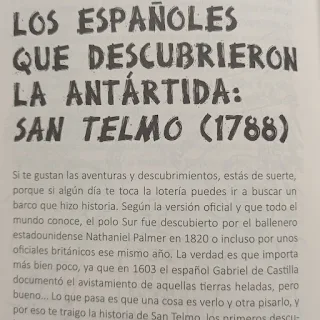 LOS ESPAÑOLES
QUE DESCUBRIERON
LA ANTÁRTIDA:
SAN TELMO (1788)
Si te gustan las aventuras y descubrimientos, estás de suerte,
porque si algún día te toca la lotería puedes ir a buscar un
barco que hizo historia. Según la versión oficial y que todo el
mundo conoce, el polo Sur fue descubierto por el ballenero
estadounidense Nathaniel Palmer en 1820 o incluso por unos
oficiales británicos ese mismo año. La verdad es que importa
más bien poco, ya que en 1603 el español Gabriel de Castilla
documentó el avistamiento de aquellas tierras heladas, pero
bueno... Lo que pasa es que una cosa es verlo y otra pisarlo, y
por eso te traigo la historia de San Telmo, los primeros descu-